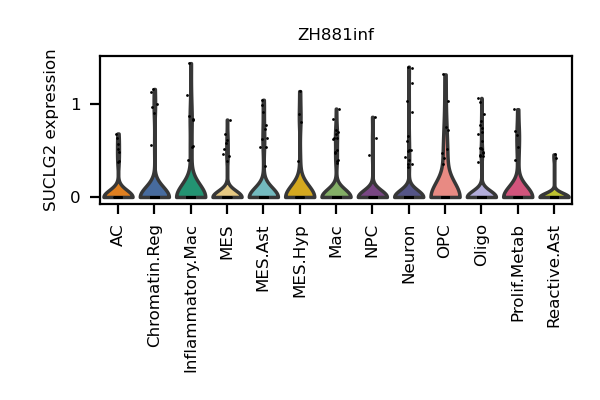 ZH881inf
SUCLG2 expression
1
0
AC
Chromatin.Reg
Inflammatory.Mac
MES
MES.Ast
MES.Hyp
Mac
NPC
Neuron
OPC
Oligo
Prolif.Metab
Reactive.Ast